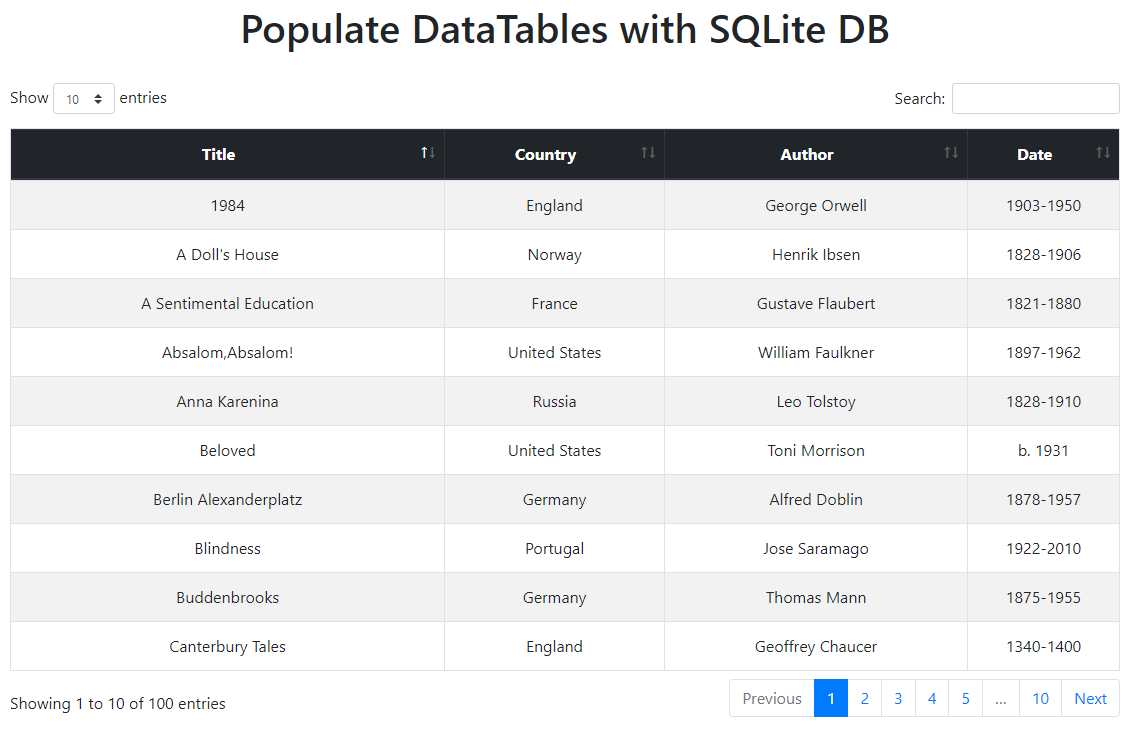 Populate DataTables with SQLite DB
Show 10 entries Search:
Title Country Author Date
1984 England George Orwell 1903-1950
A Doll's House Norway Henrik Ibsen 1828-1906
A Sentimental Education France Gustave Flaubert 1821-1880
Absalom,Absalom! United States William Faulkner 1897-1962
Anna Karenina Russia Leo Tolstoy 1828-1910
Beloved United States Toni Morrison b. 1931
Berlin Alexanderplatz Germany Alfred Doblin 1878-1957
Blindness Portugal Jose Saramago 1922-2010
Buddenbrooks Germany Thomas Mann 1875-1955
Canterbury Tales England Geoffrey Chaucer 1340-1400
Showing 1 to 10 of 100 entries Previous 1 2 3 4 5 ... 10 Next